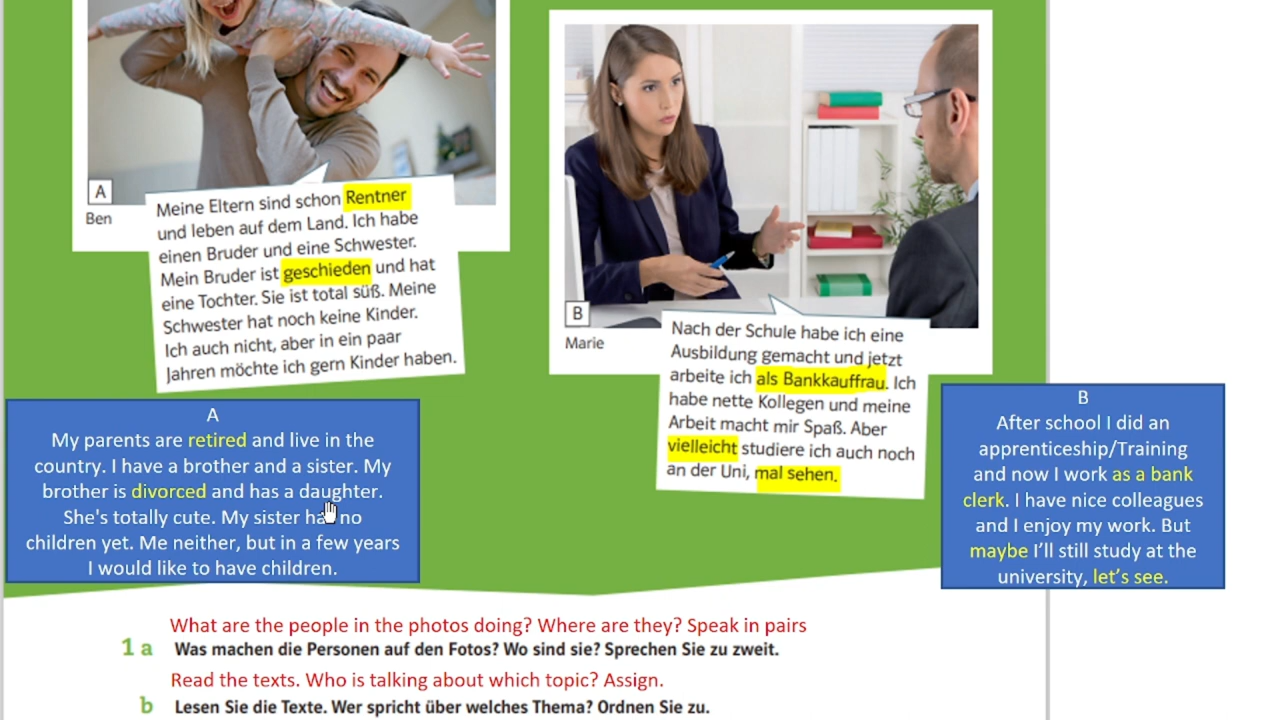 A
Ben
Meine Eltern sind schon Rentner
und leben auf dem Land. Ich habe
einen Bruder und eine Schwester.
Mein Bruder ist geschieden und hat
eine Tochter. Sie ist total süß. Meine
Schwester hat noch keine Kinder.
Ich auch nicht, aber in ein paar
Jahren möchte ich gern Kinder haben.
B
Marie
Nach der Schule habe ich eine
Ausbildung gemacht und jetzt
arbeite ich als Bankkauffrau. Ich
habe nette Kollegen und meine
Arbeit macht mir Spaß. Aber
vielleicht studiere ich auch noch
an der Uni, mal sehen.
A
My parents are retired and live in the
country. I have a brother and a sister. My
brother is divorced and has a daughter.
She's totally cute. My sister has no
children yet. Me neither, but in a few years
I would like to have children.
B
After school I did an
apprenticeship/Training
and now I work as a bank
clerk. I have nice colleagues
and I enjoy my work. But
maybe I'll still study at the
university, let's see.
What are the people in the photos doing? Where are they? Speak in pairs
1 a Was machen die Personen auf den Fotos? Wo sind sie? Sprechen Sie zu zweit.
Read the texts. Who is talking about which topic? Assign.
b Lesen Sie die Texte. Wer spricht über welches Thema? Ordnen Sie zu.